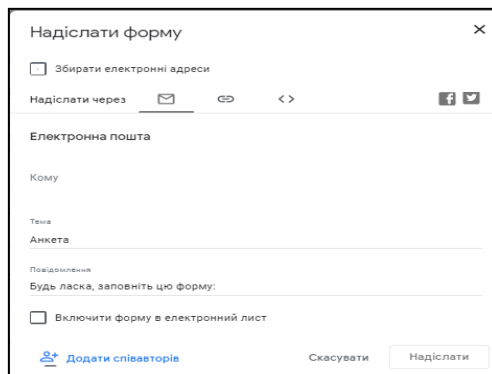 Надіслати форму
Збирати електронні адреси
Надіслати через
Електронна пошта
Кому
Тема
Анкета
Повідомлення
Будь ласка, заповніть цю форму:
Включити форму в електронний лист
Додати співавторів Скасувати Надіслати